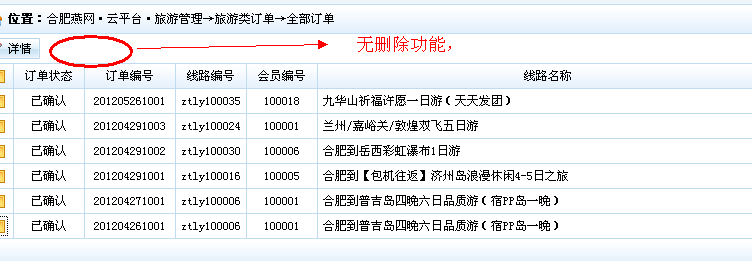 位置：合肥燕网·云平台·旅游管理→旅游类订单→全部订单
详情 无删除功能，
订单状态 订单编号 线路编号 会员编号 线路名称
已确认 201205261001 ztly100035 100018 九华山祈福许愿一日游（天天发团）
已确认 201204291003 ztly100024 100001 兰州/嘉峪关/敦煌双飞五日游
已确认 201204291002 ztly100030 100006 合肥到岳西彩虹瀑布1日游
已确认 201204291001 ztly100016 100005 合肥到【包机往返】济州岛浪漫休闲4-5日之旅
已确认 201204271001 ztly100006 100001 合肥到普吉岛四晚六日品质游（宿PP岛一晚）
已确认 201204261001 ztly100006 100001 合肥到普吉岛四晚六日品质游（宿PP岛一晚）